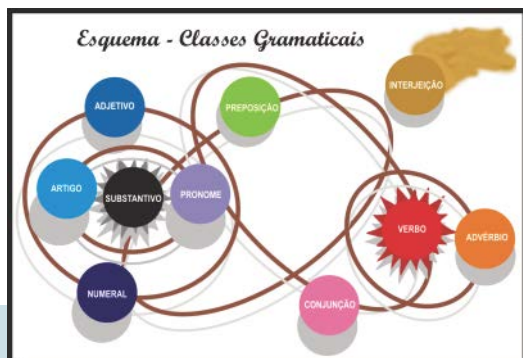 Esquema - Classes Gramaticais
INTERJEIÇÃO
ADJETIVO
PREPOSIÇÃO
ARTIGO
SUBSTANTIVO
PRONOME
VERBO
ADVÉRBIO
NUMERAL
CONJUNÇÃO